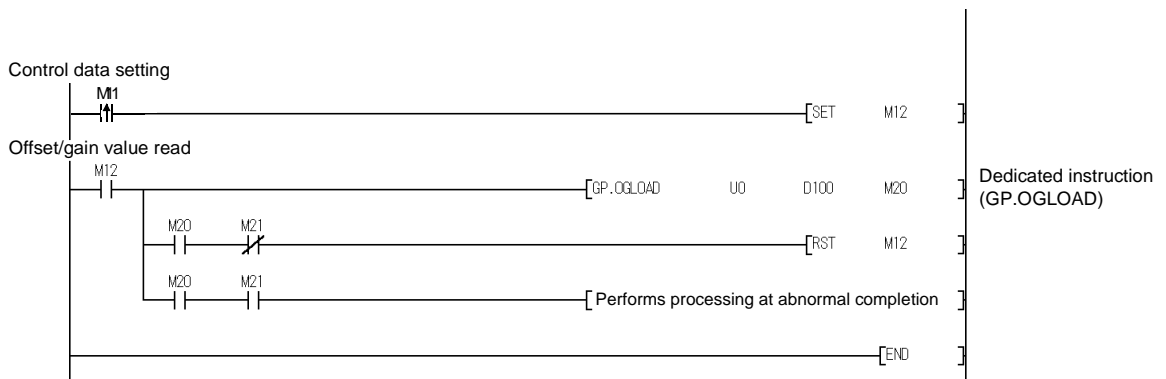 Control data setting
M11
SET M12
Offset/gain value read
M12
GP.OGLOAD U0 D100 M20
Dedicated instruction
(GP.OGLOAD)
M20 M21
RST M12
M20 M21
Performs processing at abnormal completion
END